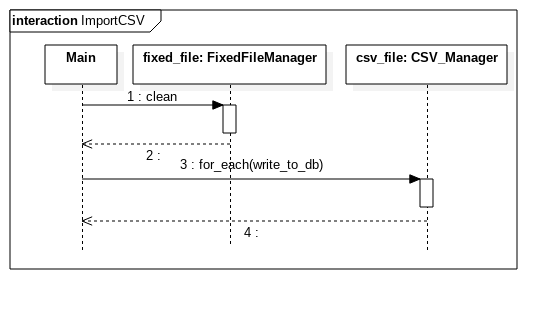 interaction ImportCSV
Main
fixed_file: FixedFileManager
csv_file: CSV_Manager
1 : clean
2 :
3 : for_each(write_to_db)
4 :